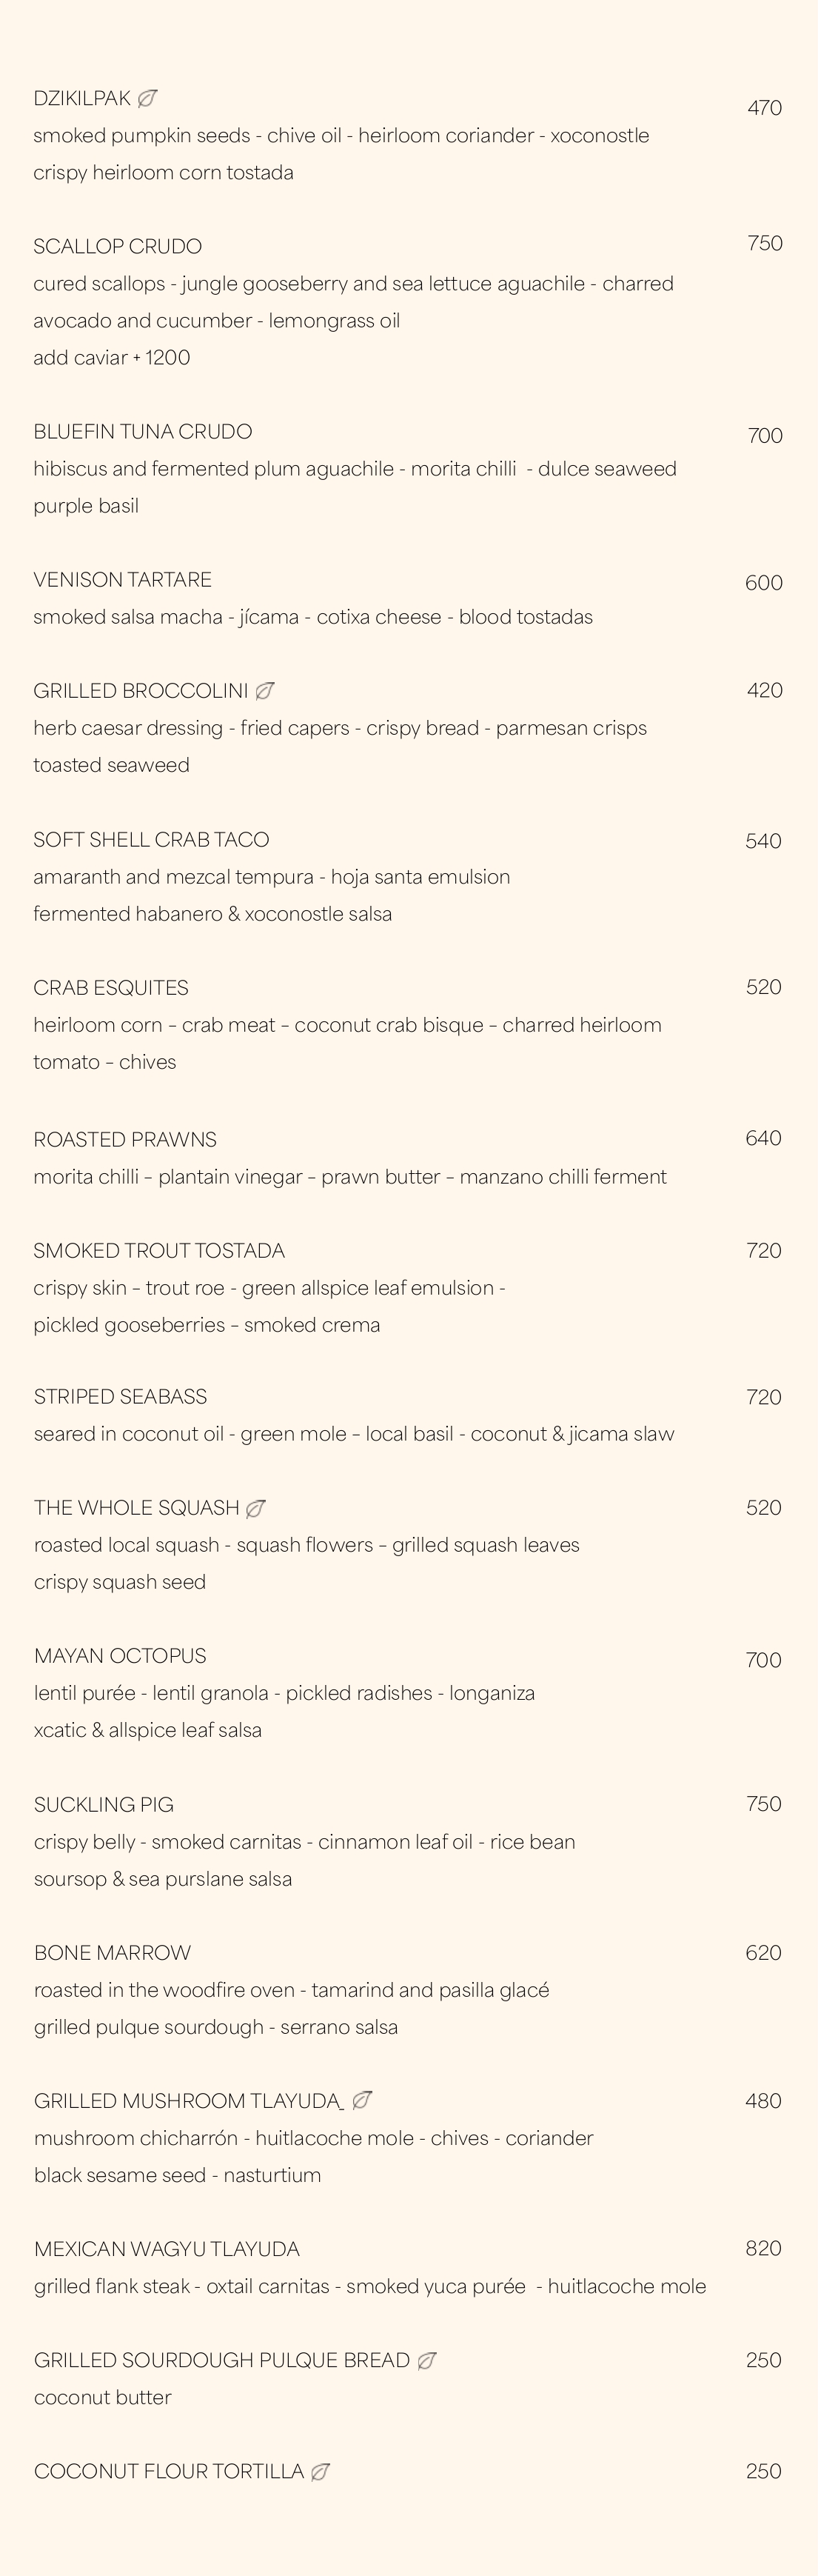 DZIKILPAK 470
smoked pumpkin seeds - chive oil - heirloom coriander - xoconostle
crispy heirloom corn tostada
SCALLOP CRUDO 750
cured scallops - jungle gooseberry and sea lettuce aguachile - charred
avocado and cucumber - lemongrass oil
add caviar + 1200
BLUEFIN TUNA CRUDO 700
hibiscus and fermented plum aguachile - morita chilli - dulce seaweed
purple basil
VENISON TARTARE 600
smoked salsa macha - jícama - cotixa cheese - blood tostadas
GRILLED BROCCOLINI 420
herb caesar dressing - fried capers - crispy bread - parmesan crisps
toasted seaweed
SOFT SHELL CRAB TACO 540
amaranth and mezcal tempura - hoja santa emulsion
fermented habanero & xoconostle salsa
CRAB ESQUITES 520
heirloom corn – crab meat – coconut crab bisque – charred heirloom
tomato – chives
ROASTED PRAWNS 640
morita chilli – plantain vinegar – prawn butter – manzano chilli ferment
SMOKED TROUT TOSTADA 720
crispy skin – trout roe - green allspice leaf emulsion -
pickled gooseberries – smoked crema
STRIPED SEABASS 720
seared in coconut oil - green mole – local basil - coconut & jicama slaw
THE WHOLE SQUASH 520
roasted local squash - squash flowers – grilled squash leaves
crispy squash seed
MAYAN OCTOPUS 700
lentil purée - lentil granola - pickled radishes - longaniza
xcatic & allspice leaf salsa
SUCKLING PIG 750
crispy belly - smoked carnitas - cinnamon leaf oil - rice bean
soursop & sea purslane salsa
BONE MARROW 620
roasted in the woodfire oven - tamarind and pasilla glacé
grilled pulque sourdough - serrano salsa
GRILLED MUSHROOM TLAYUDA_ 480
mushroom chicharrón - huitlacoche mole - chives - coriander
black sesame seed - nasturtium
MEXICAN WAGYU TLAYUDA 820
grilled flank steak - oxtail carnitas - smoked yuca purée - huitlacoche mole
GRILLED SOURDOUGH PULQUE BREAD 250
coconut butter
COCONUT FLOUR TORTILLA 250